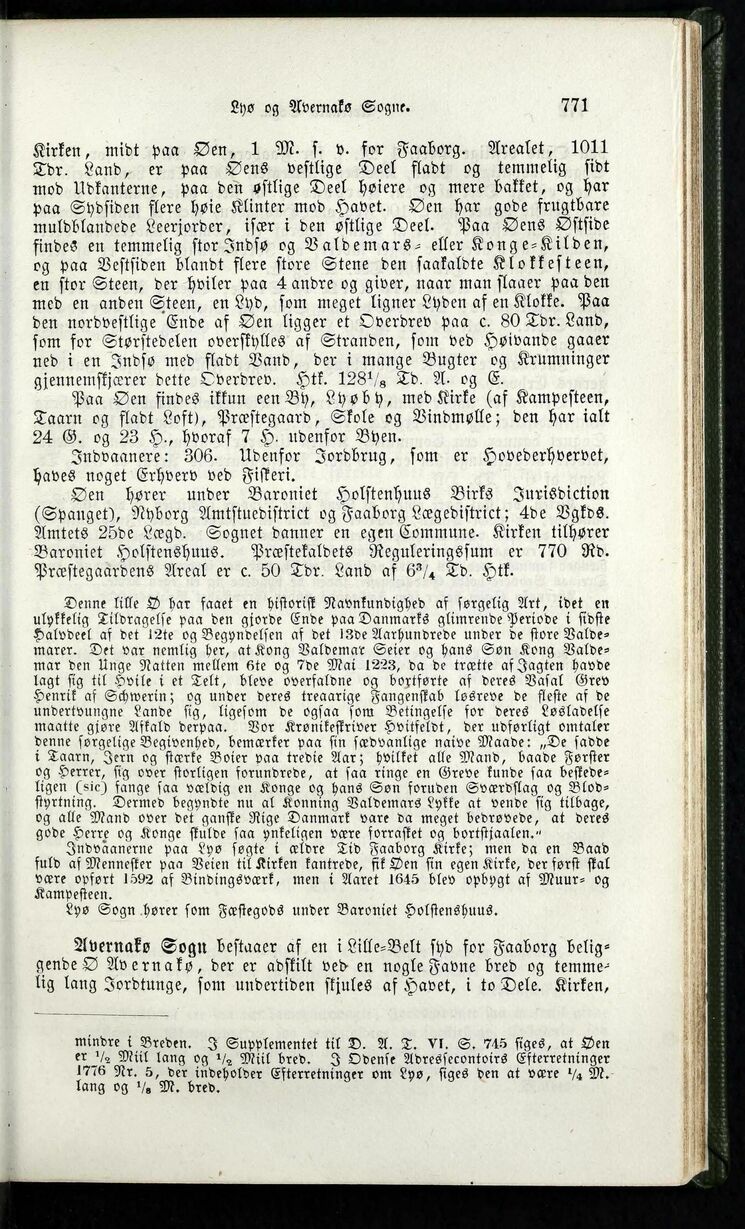 Lyø og Avernakø Sogne. 771
Kirken, midt paa Øen, 1 M. s. v. for Faaborg. Arealet, 1011
Tdr. Land, er paa Øens vestlige Deel fladt og temmelig sidt
mod Udkanterne, paa den østlige Deel høiere og mere bakket, og har
paa Sydsiden flere høie Klinter mod Havet. Øen har gode frugtbare
muldblandede Leerjorder, især i den østlige Deel. Paa Øens Østside
findes en temmelig stor Indsø og Valdemars- eller Konge-Kilden,
og paa Vestsiden blandt flere store Stene den saakaldte Klokkesteen,
en stor Steen, der hviler paa 4 andre og giver, naar man slaaer paa den
med en anden Steen, en Lyd, som meget ligner Lyden af en Klokke. Paa
den nordvestlige Ende af Øen ligger et Overdrev paa c. 80 Tdr. Land,
som for Størstedelen overskylles af Stranden, som ved Høivande gaaer
ned i en Indsø med fladt Vand, der i mange Bugter og Krumninger
gjennemskjærer dette Overdrev. Htk. 128 1/8 Td. A. og E.
Paa Øen findes ikkun een By, Lyøby, med Kirke (af Kampesteen,
Taarn og fladt Loft), Præstegaard, Skole og Vindmølle; den har ialt
24 G. og 23 H., hvoraf 7 H. udenfor Byen.
Indvaanere: 306. Udenfor Jordbrug, som er Hovederhvervet,
haves noget Erhverv ved Fiskeri.
Øen hører under Baroniet Holstenhuus Birks Jurisdiction
(Spanget), Nyborg Amtstuedistrict og Faaborg Lægedistrict; 4de Vgkds.
Amtets 25de Lægd. Sognet danner en egen Commune. Kirken tilhører
Baroniet Holstenshuus. Præstekaldets Reguleringssum er 770 Rd.
Præstegaardens Areal er c. 50 Tdr. Land af 6 3/4 Td. Htk.
Denne lille Ø har faaet en historisk Navnkundighed af sørgelig Art, idet en
ulykkelig Tildragelse paa den gjorde Ende paa Danmarks glimrende Periode i sidste
Halvdeel af det 12te og Begyndelsen af det 13de Aarhundrede under de store Valde-
marer. Det var nemlig her, at Kong Valdemar Seier og hans Søn Kong Valde-
mar den Unge Natten mellem 6te og 7de Mai 1223, da de trætte af Jagten havde
lagt sig til Hvile i et Telt, bleve overfaldne og bortførte af deres Vasal Grev
Henrik af Schwerin; og under deres treaarige Fangenskab løsreve de fleste af de
undertvungne Lande sig, ligesom de ogsaa som Betingelse for deres Løsladelse
maatte gjøre Afkald derpaa. Vor Krønikeskriver Hvitfeldt, der udførligt omtaler
denne sørgelige Begivenhed, bemærker paa sin sædvanlige naive Maade: „De sadde
i Taarn, Jern og stærke Boier paa tredie Aar; hvilket alle Mand, baade Førster
og Herrer, sig over storligen forundrede, at saa ringe en Greve kunde saa beskede-
ligen (sic) fange saa vældig en Konge og hans Søn foruden Sværdslag og Blod-
styrtning. Dermed begyndte nu al Konning Valdemars Lykke at vende sig tilbage,
og alle Mand over det ganske Rige Danmark vare da meget bedrøvede, at deres
gode Herre og Konge skulde saa ynkeligen være forrasket og bortstjaalen."
Indvaanerne paa Lyø søgte i ældre Tid Faaborg Kirke; men da en Baad
fuld af Mennesker paa Veien til Kirken kantrede, fik Øen sin egen Kirke, der først skal
være opført 1592 af Bindingsværk, men i Aaret 1645 blev opbygt af Muur- og
Kampesteen.
Lyø Sogn hører som Fæstegods under Baroniet Holstenshuus.
Avernakø Sogn bestaaer af en i Lille-Belt syd for Faaborg belig-
gende Ø Avernakø, der er adskilt ved en nogle Favne bred og temme-
lig lang Jordtunge, som undertiden skjules af Havet, i to Dele. Kirken,
mindre i Breden. I Supplementet til D. A. T. VI. S. 745 siges, at Øen
er 1/2 Miil lang og 1/2 Miil bred. I Odense Adressecontoirs Efterretninger
1776 Nr. 5, der indeholder Efterretninger om Lyø, siges den at være 1/4 M.
lang og 1/8 M. bred.